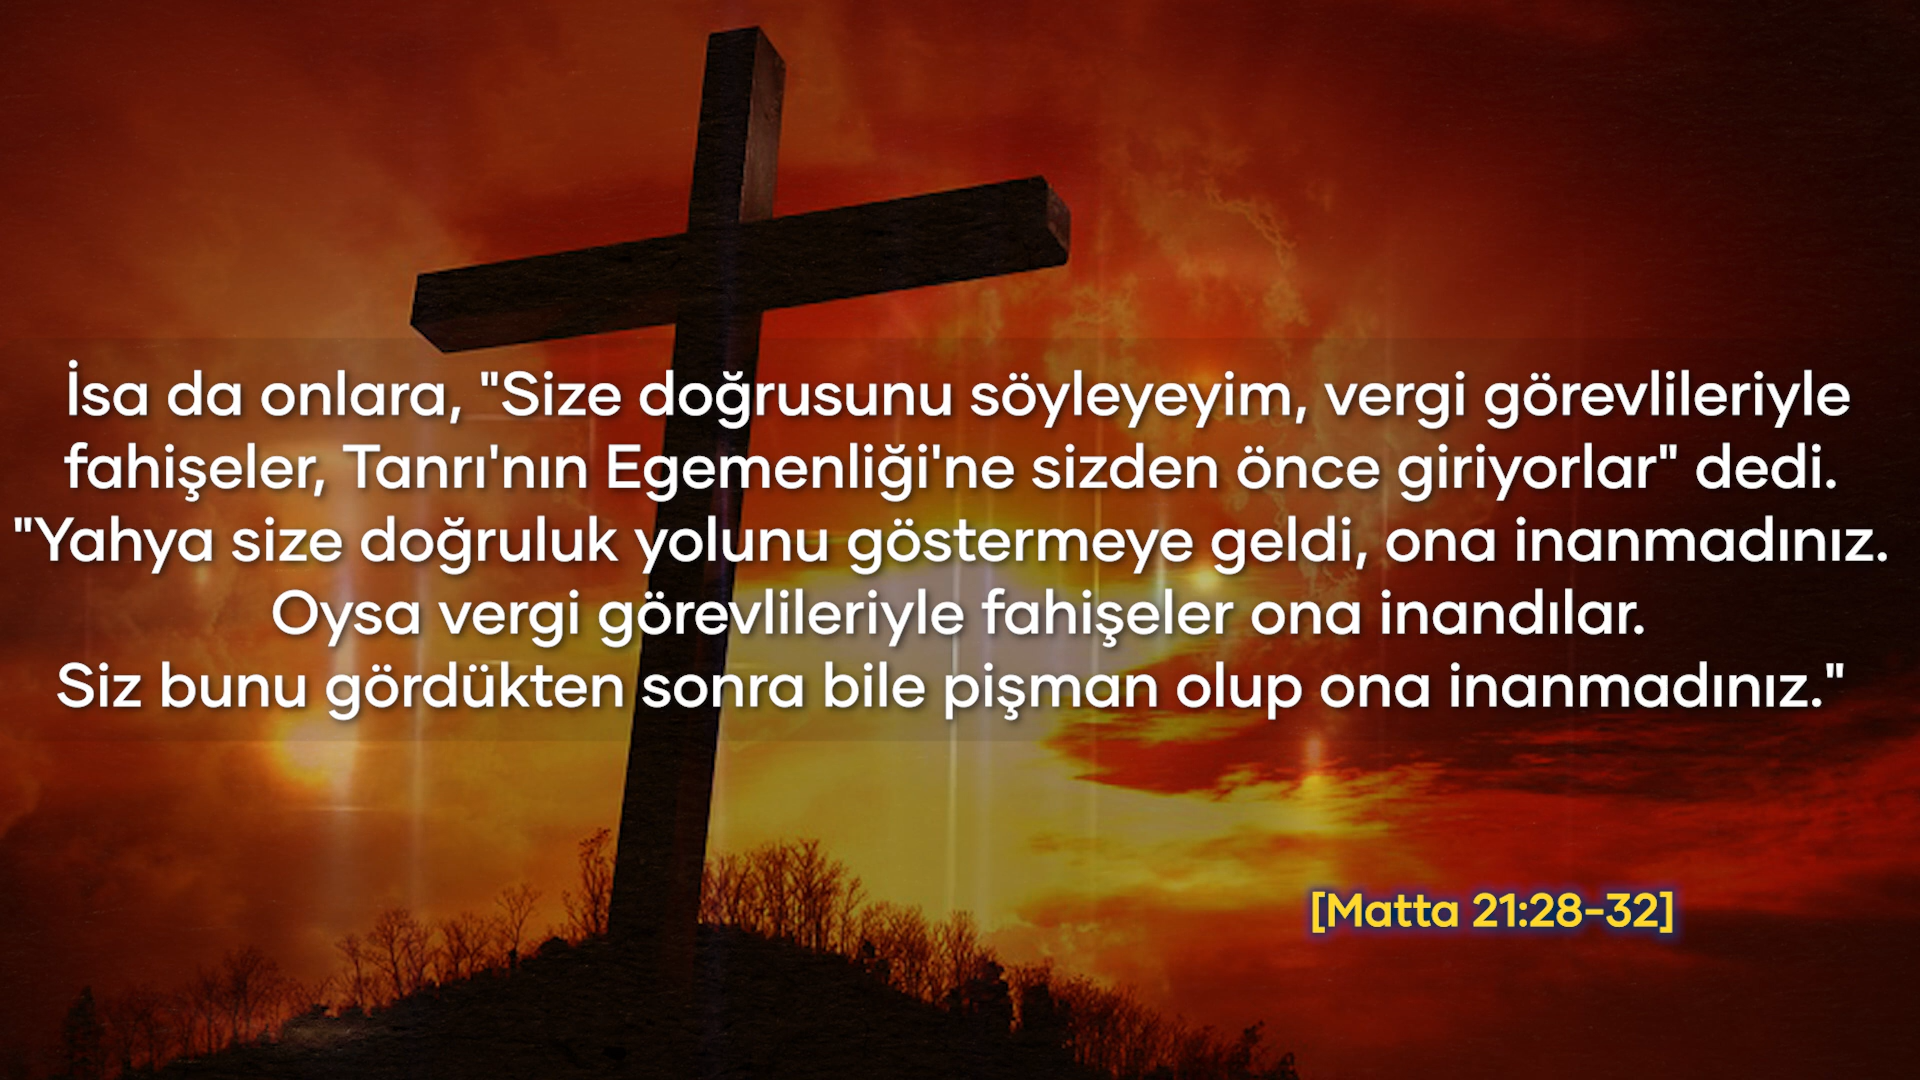 İsa da onlara, "Size doğrusunu söyleyeyim, vergi görevlileriyle
fahişeler, Tanrı'nın Egemenliği'ne sizden önce giriyorlar" dedi.
"Yahya size doğruluk yolunu göstermeye geldi, ona inanmadınız.
Oysa vergi görevlileriyle fahişeler ona inandılar.
Siz bunu gördükten sonra bile pişman olup ona inanmadınız."
[Matta 21:28-32]